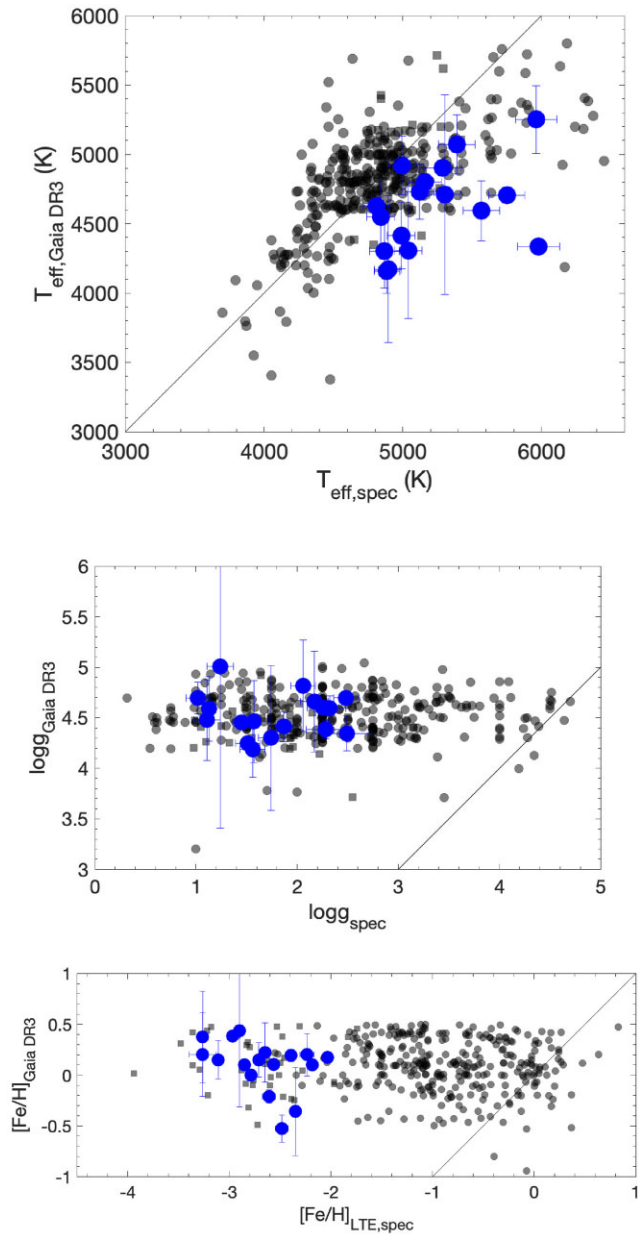 6000
5500
5000
4500
4000
3500
3000
T_eff,Gaia DR3 (K)
3000 4000 5000 6000
T_eff,spec (K)
6
5.5
5
4.5
4
3.5
3
logg_Gaia DR3
0 1 2 3 4 5
logg_spec
1
0.5
0
-0.5
-1
[Fe/H]_Gaia DR3
-4 -3 -2 -1 0 1
[Fe/H]_LTE,spec